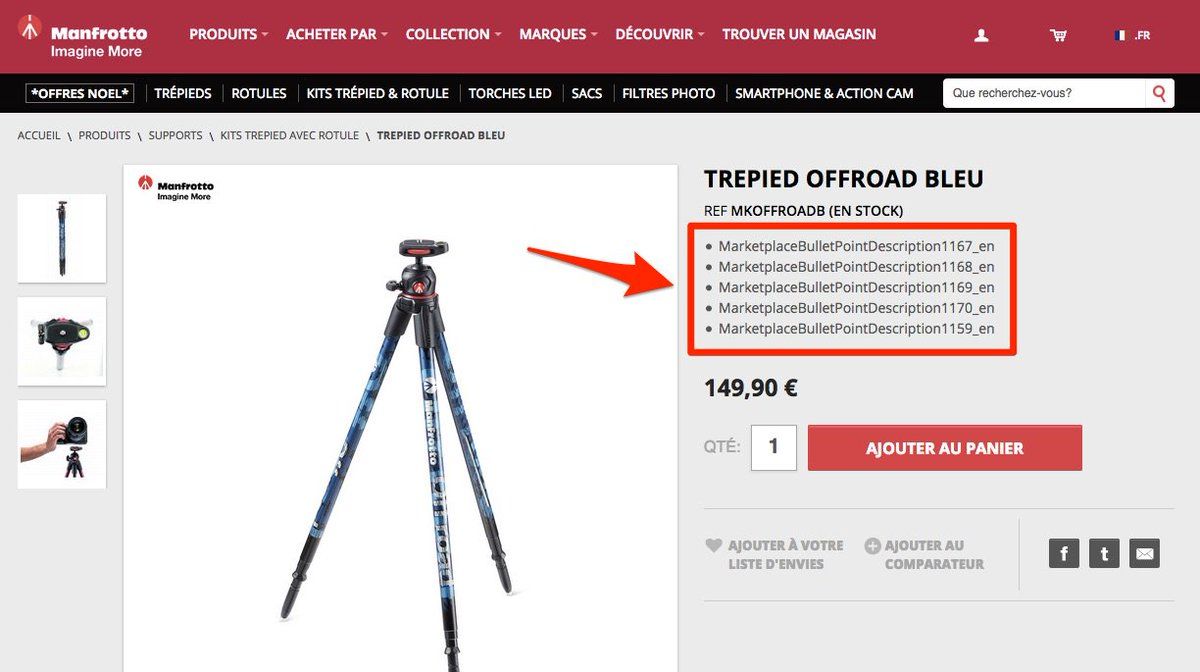 Manfrotto
Imagine More
PRODUITS
ACHETER PAR
COLLECTION
MARQUES
DÉCOUVRIR
TROUVER UN MAGASIN
.FR
*OFFRES NOEL*
TRÉPIEDS
ROTULES
KITS TRÉPIED & ROTULE
TORCHES LED
SACS
FILTRES PHOTO
SMARTPHONE & ACTION CAM
Que recherchez-vous?
ACCUEIL \ PRODUITS \ SUPPORTS \ KITS TREPIED AVEC ROTULE \ TREPIED OFFROAD BLEU
Manfrotto
Imagine More
TREPIED OFFROAD BLEU
REF MKOFFROADB (EN STOCK)
• MarketplaceBulletPointDescription1167_en
• MarketplaceBulletPointDescription1168_en
• MarketplaceBulletPointDescription1169_en
• MarketplaceBulletPointDescription1170_en
• MarketplaceBulletPointDescription1159_en
149,90 €
QTÉ:
1
AJOUTER AU PANIER
AJOUTER À VOTRE
LISTE D'ENVIES
AJOUTER AU
COMPARATEUR
f
t
Manfrotto
Offroad